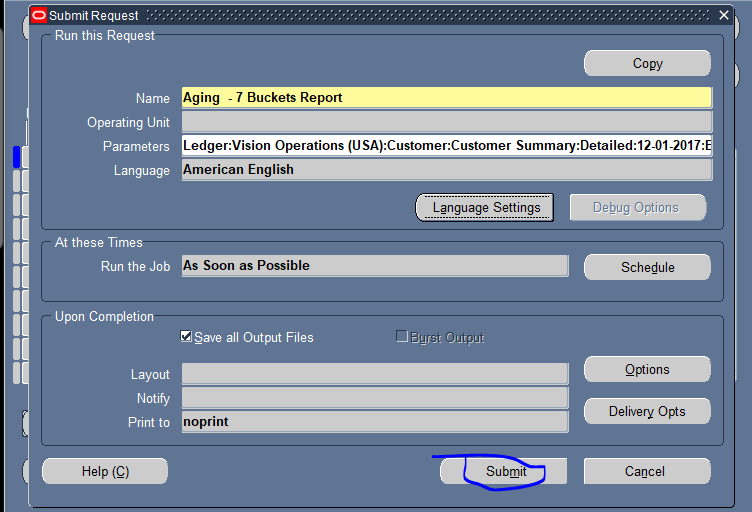 Submit Request
Run this Request
Copy
Name Aging - 7 Buckets Report
Operating Unit
Parameters Ledger:Vision Operations (USA):Customer:Customer Summary:Detailed:12-01-2017:E
Language American English
Language Settings Debug Options
At these Times
Run the Job As Soon as Possible Schedule
Upon Completion
Save all Output Files Burst Output
Layout Options
Notify
Delivery Opts
Print to noprint
Help (C) Submit Cancel